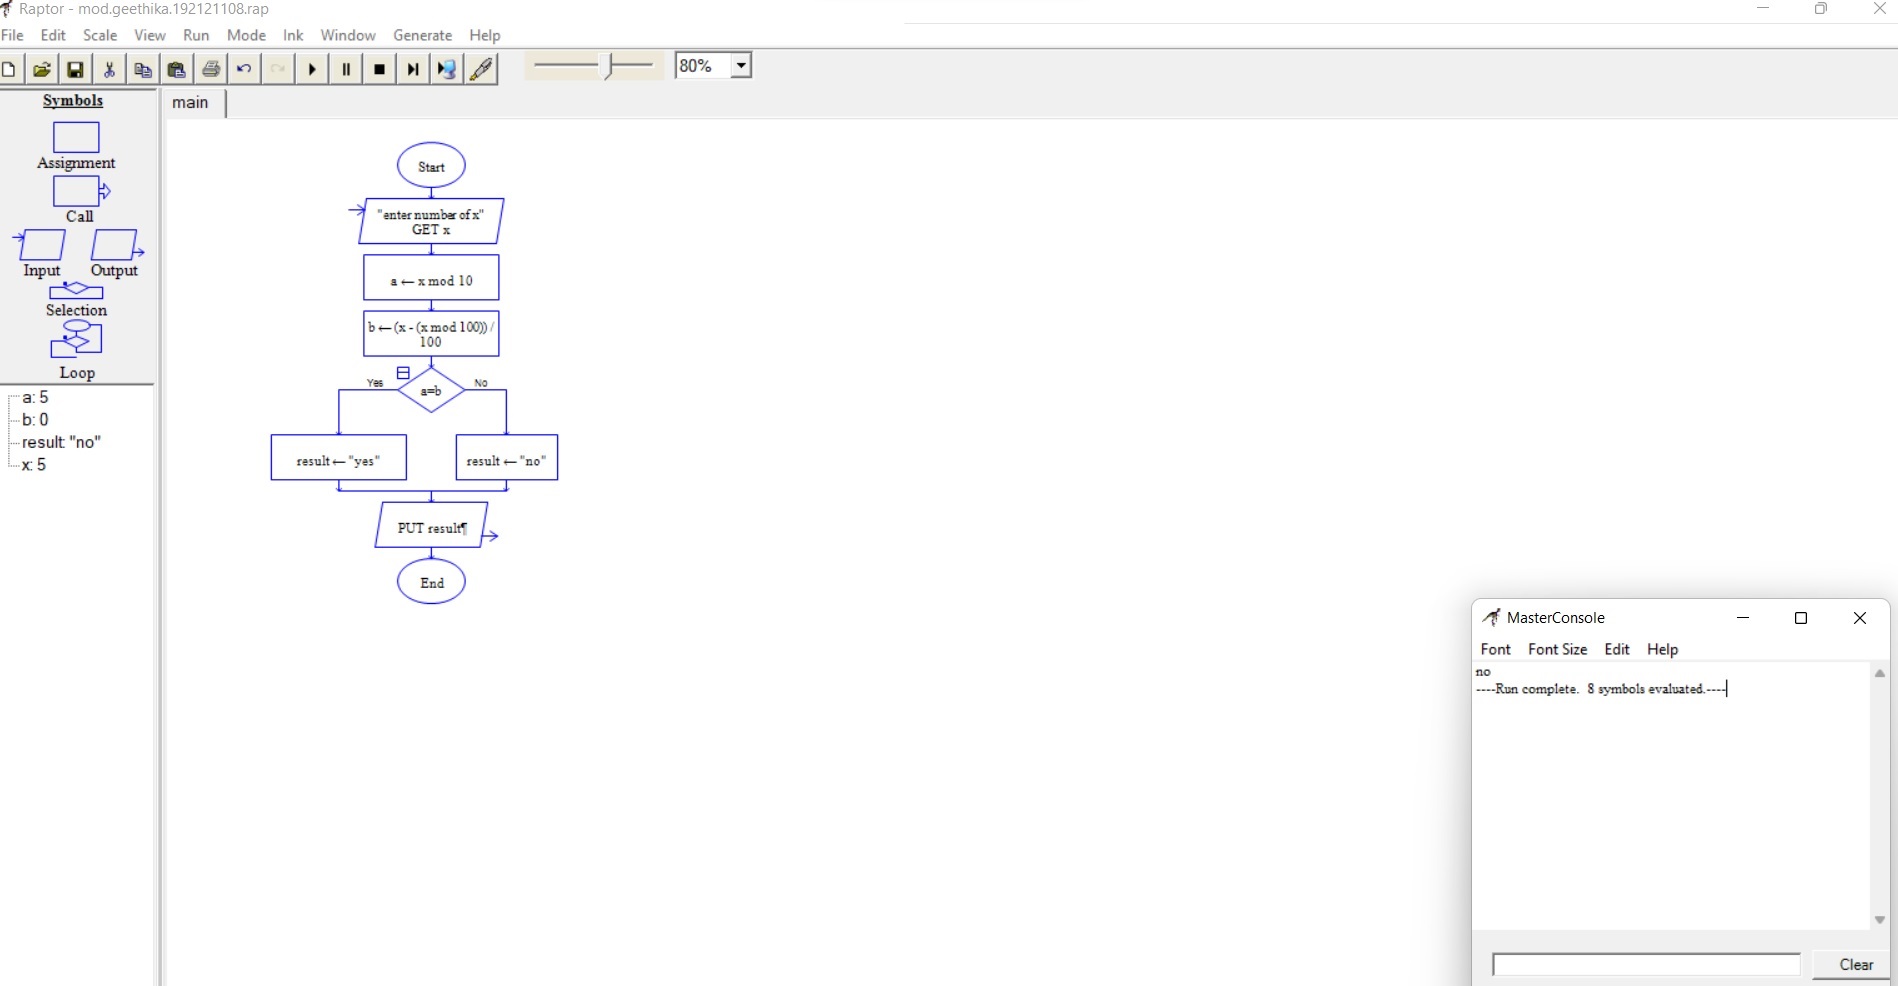 Raptor - mod.geethika.192121108.rap
File Edit Scale View Run Mode Ink Window Generate Help
80%
Symbols
main
Assignment
Call
Input Output
Selection
Loop
a: 5
b: 0
result: "no"
x: 5
Start
"enter number of x"
GET x
a ← x mod 10
b ← (x - (x mod 100)) /
100
Yes No
a=b
result ← "yes" result ← "no"
PUT result¶
End
MasterConsole
Font Font Size Edit Help
no
----Run complete. 8 symbols evaluated.----
Clear